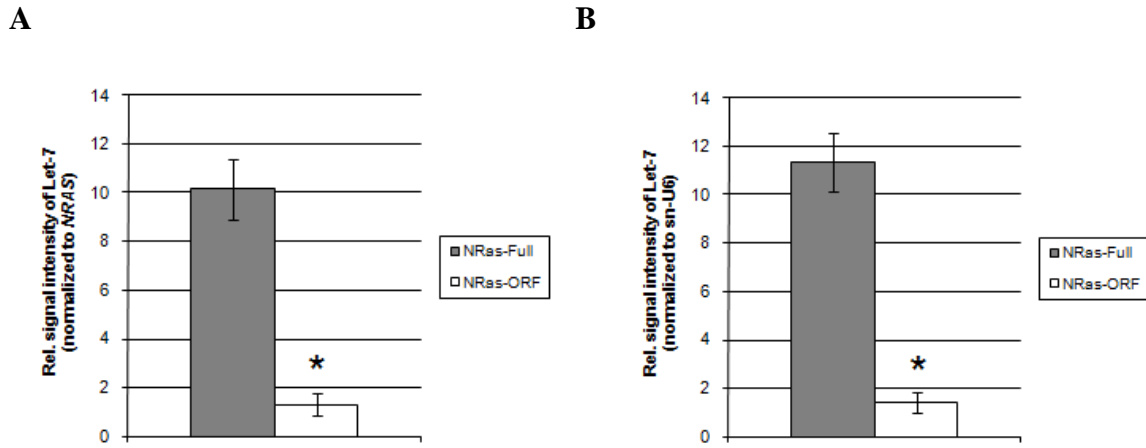 A
B
Rel. signal intensity of Let-7
(normalized to NRAS)
14
12
10
8
6
4
2
0
*
NRas-Full
NRas-ORF
Rel. signal intensity of Let-7
(normalized to sn-U6)
14
12
10
8
6
4
2
0
*
NRas-Full
NRas-ORF